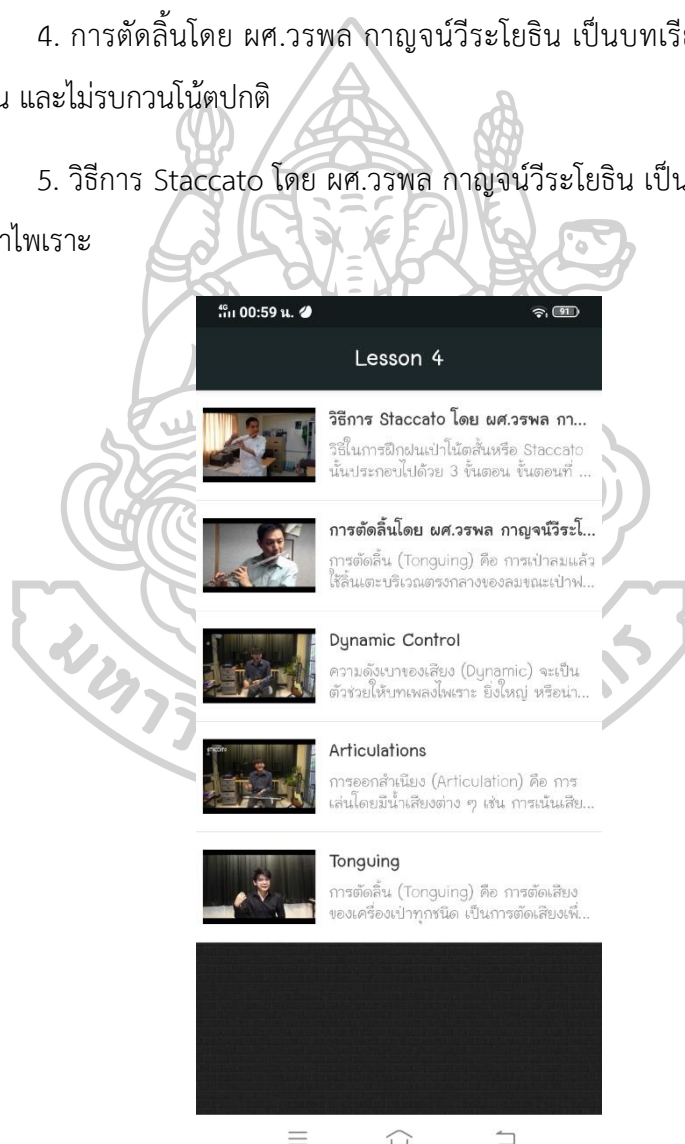 4. การตัดลิ้นโดย ผศ.วรพล กาญจน์วีระโยธิน เป็นบทเรีย
น และไม่รบกวนโน้ตปกติ
5. วิธีการ Staccato โดย ผศ.วรพล กาญจน์วีระโยธิน เป็น
าไพเราะ
4G 00:59 น. 91
Lesson 4
วิธีการ Staccato โดย ผศ.วรพล กา...
วิธีในการฝึกฝนเป่าโน้ตสั้นหรือ Staccato
นั้นประกอบไปด้วย 3 ขั้นตอน ขั้นตอนที่ ...
การตัดลิ้นโดย ผศ.วรพล กาญจน์วีระโ...
การตัดลิ้น (Tonguing) คือ การเป่าลมแล้ว
ใช้ลิ้นเตะบริเวณตรงกลางของลมขณะเป่าฟ...
Dynamic Control
ความดังเบาของเสียง (Dynamic) จะเป็น
ตัวช่วยให้บทเพลงไพเราะ ยิ่งใหญ่ หรือน่า...
Articulations
การออกสำเนียง (Articulation) คือ การ
เล่นโดยมีน้ำเสียงต่าง ๆ เช่น การเน้นเสีย...
Tonguing
การตัดลิ้น (Tonguing) คือ การตัดเสียง
ของเครื่องเป่าทุกชนิด เป็นการตัดเสียงเพื่...